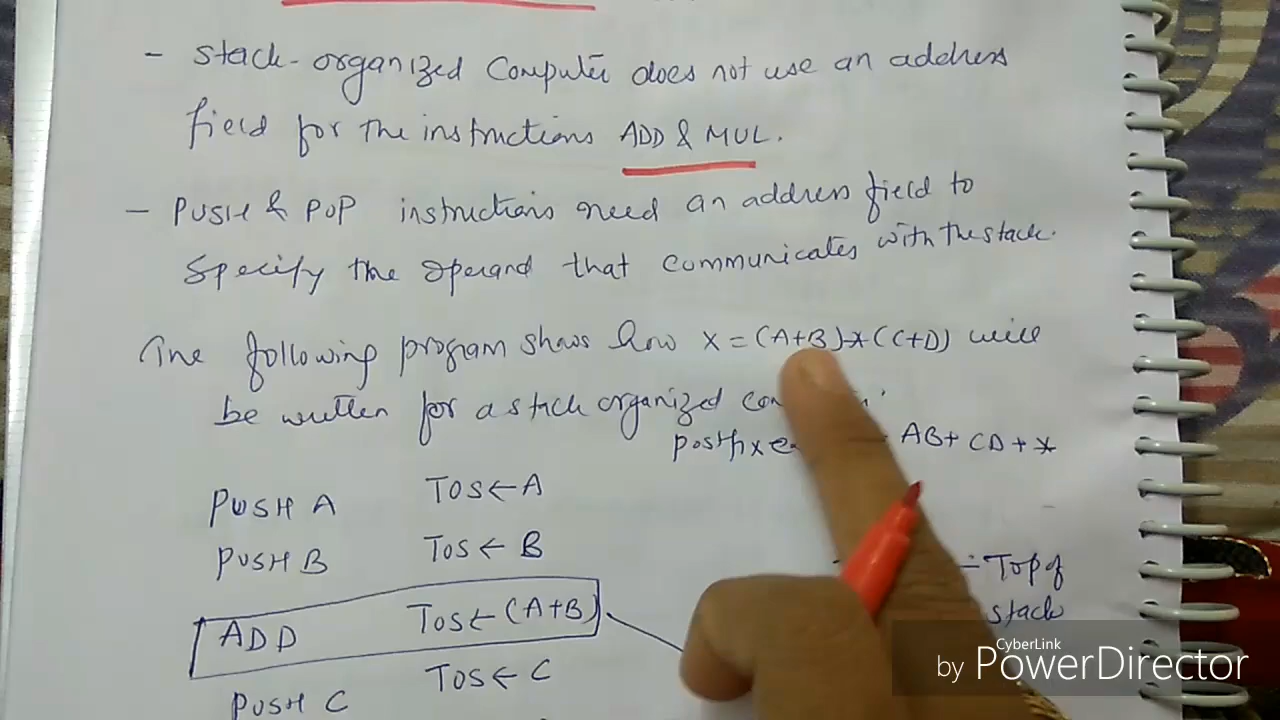 - Stack-organized Computer does not use an address
field for the instructions ADD & MUL.
- PUSH & POP instructions need an address field to
Specify the operand that communicates with the stack.
The following program shows how X = (A+B)*(C+D) will
be written for a stack organized
postfix AB+ CD+*
PUSH A TOS ← A
PUSH B TOS ← B
= Top of
ADD TOS ← (A+B)
stack
PUSH C TOS ← C
CyberLink
by PowerDirector